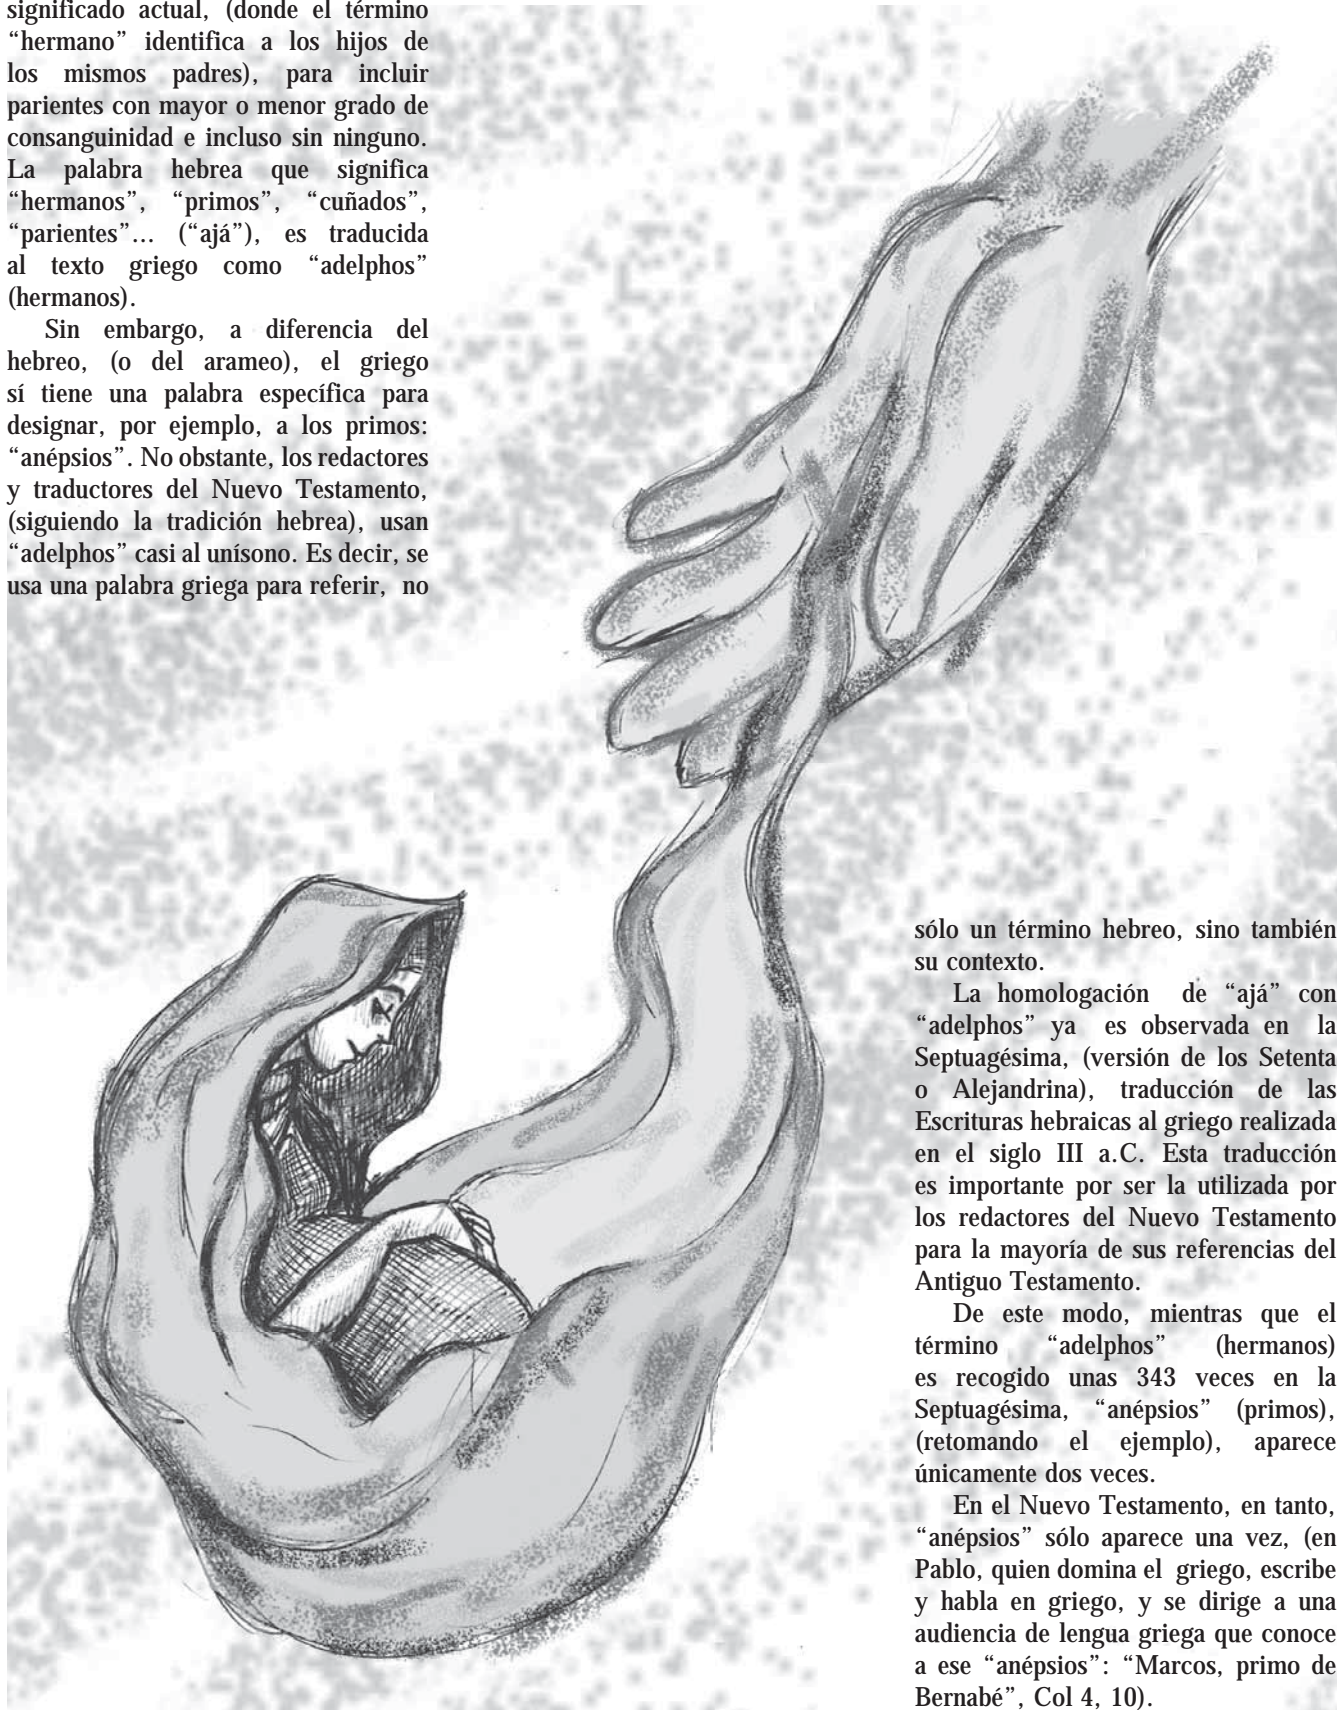 significado actual, (donde el término
“hermano” identifica a los hijos de
los mismos padres), para incluir
parientes con mayor o menor grado de
consanguinidad e incluso sin ninguno.
La palabra hebrea que significa
“hermanos”, “primos”, “cuñados”,
“parientes”... (“ajá”), es traducida
al texto griego como “adelphos”
(hermanos).
Sin embargo, a diferencia del
hebreo, (o del arameo), el griego
sí tiene una palabra específica para
designar, por ejemplo, a los primos:
“anépsios”. No obstante, los redactores
y traductores del Nuevo Testamento,
(siguiendo la tradición hebrea), usan
“adelphos” casi al unísono. Es decir, se
usa una palabra griega para referir, no
sólo un término hebreo, sino también
su contexto.
La homologación de “ajá” con
“adelphos” ya es observada en la
Septuagésima, (versión de los Setenta
o Alejandrina), traducción de las
Escrituras hebraicas al griego realizada
en el siglo III a.C. Esta traducción
es importante por ser la utilizada por
los redactores del Nuevo Testamento
para la mayoría de sus referencias del
Antiguo Testamento.
De este modo, mientras que el
término “adelphos” (hermanos)
es recogido unas 343 veces en la
Septuagésima, “anépsios” (primos),
(retomando el ejemplo), aparece
únicamente dos veces.
En el Nuevo Testamento, en tanto,
“anépsios” sólo aparece una vez, (en
Pablo, quien domina el griego, escribe
y habla en griego, y se dirige a una
audiencia de lengua griega que conoce
a ese “anépsios”: “Marcos, primo de
Bernabé”, Col 4, 10).